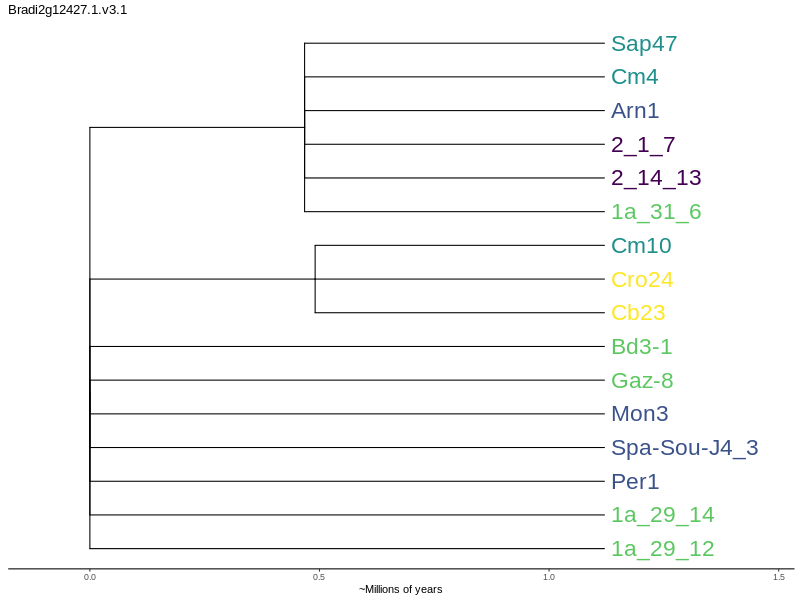 Bradi2g12427.1.v3.1
Sap47
Cm4
Arn1
2_1_7
2_14_13
1a_31_6
Cm10
Cro24
Cb23
Bd3-1
Gaz-8
Mon3
Spa-Sou-J4_3
Per1
1a_29_14
1a_29_12
0.0 0.5 1.0 1.5
~Millions of years